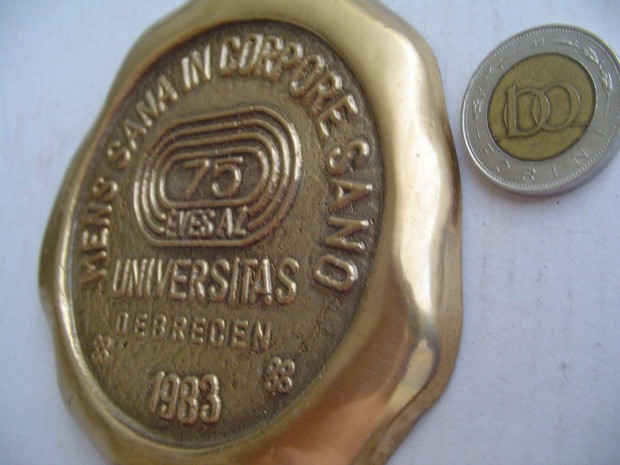 MENS SANA IN CORPORE SANO
75
ÉVES AZ
UNIVERSITAS
DEBRECEN
1983
100
FORINT